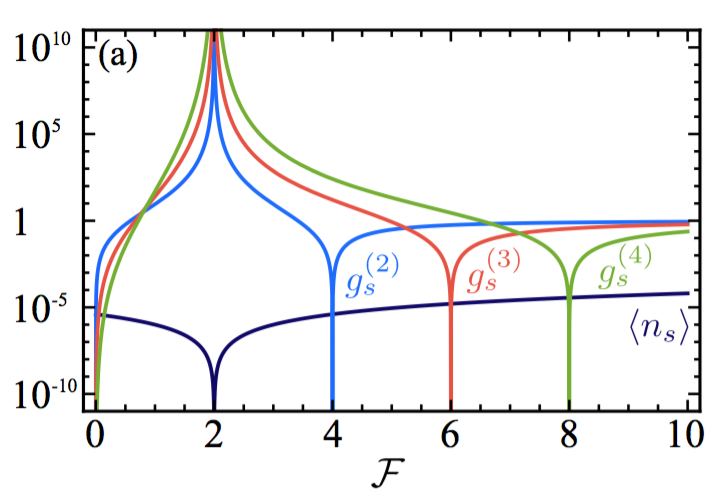 (a)
10^10
10^5
1
10^-5
10^-10
g_s^(2)
g_s^(3)
g_s^(4)
⟨n_s⟩
0 2 4 6 8 10
ℱ